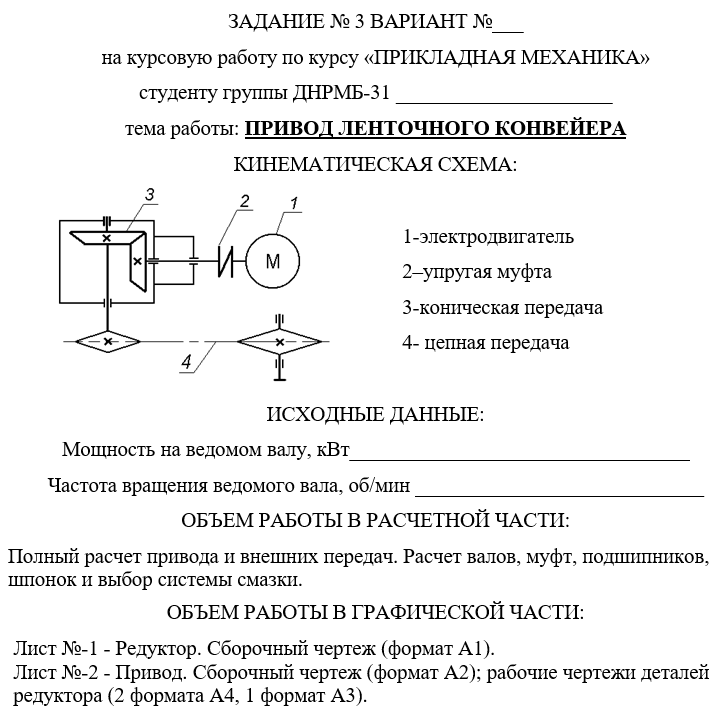 ЗАДАНИЕ № 3 ВАРИАНТ №___
на курсовую работу по курсу «ПРИКЛАДНАЯ МЕХАНИКА»
студенту группы ДНРМБ-31 _____________________
тема работы: ПРИВОД ЛЕНТОЧНОГО КОНВЕЙЕРА
КИНЕМАТИЧЕСКАЯ СХЕМА:
3
2
1
М
4
1-электродвигатель
2–упругая муфта
3-коническая передача
4- цепная передача
ИСХОДНЫЕ ДАННЫЕ:
Мощность на ведомом валу, кВт_________________________________
Частота вращения ведомого вала, об/мин ____________________________
ОБЪЕМ РАБОТЫ В РАСЧЕТНОЙ ЧАСТИ:
Полный расчет привода и внешних передач. Расчет валов, муфт, подшипников,
шпонок и выбор системы смазки.
ОБЪЕМ РАБОТЫ В ГРАФИЧЕСКОЙ ЧАСТИ:
Лист №-1 - Редуктор. Сборочный чертеж (формат А1).
Лист №-2 - Привод. Сборочный чертеж (формат А2); рабочие чертежи деталей
редуктора (2 формата А4, 1 формат А3).